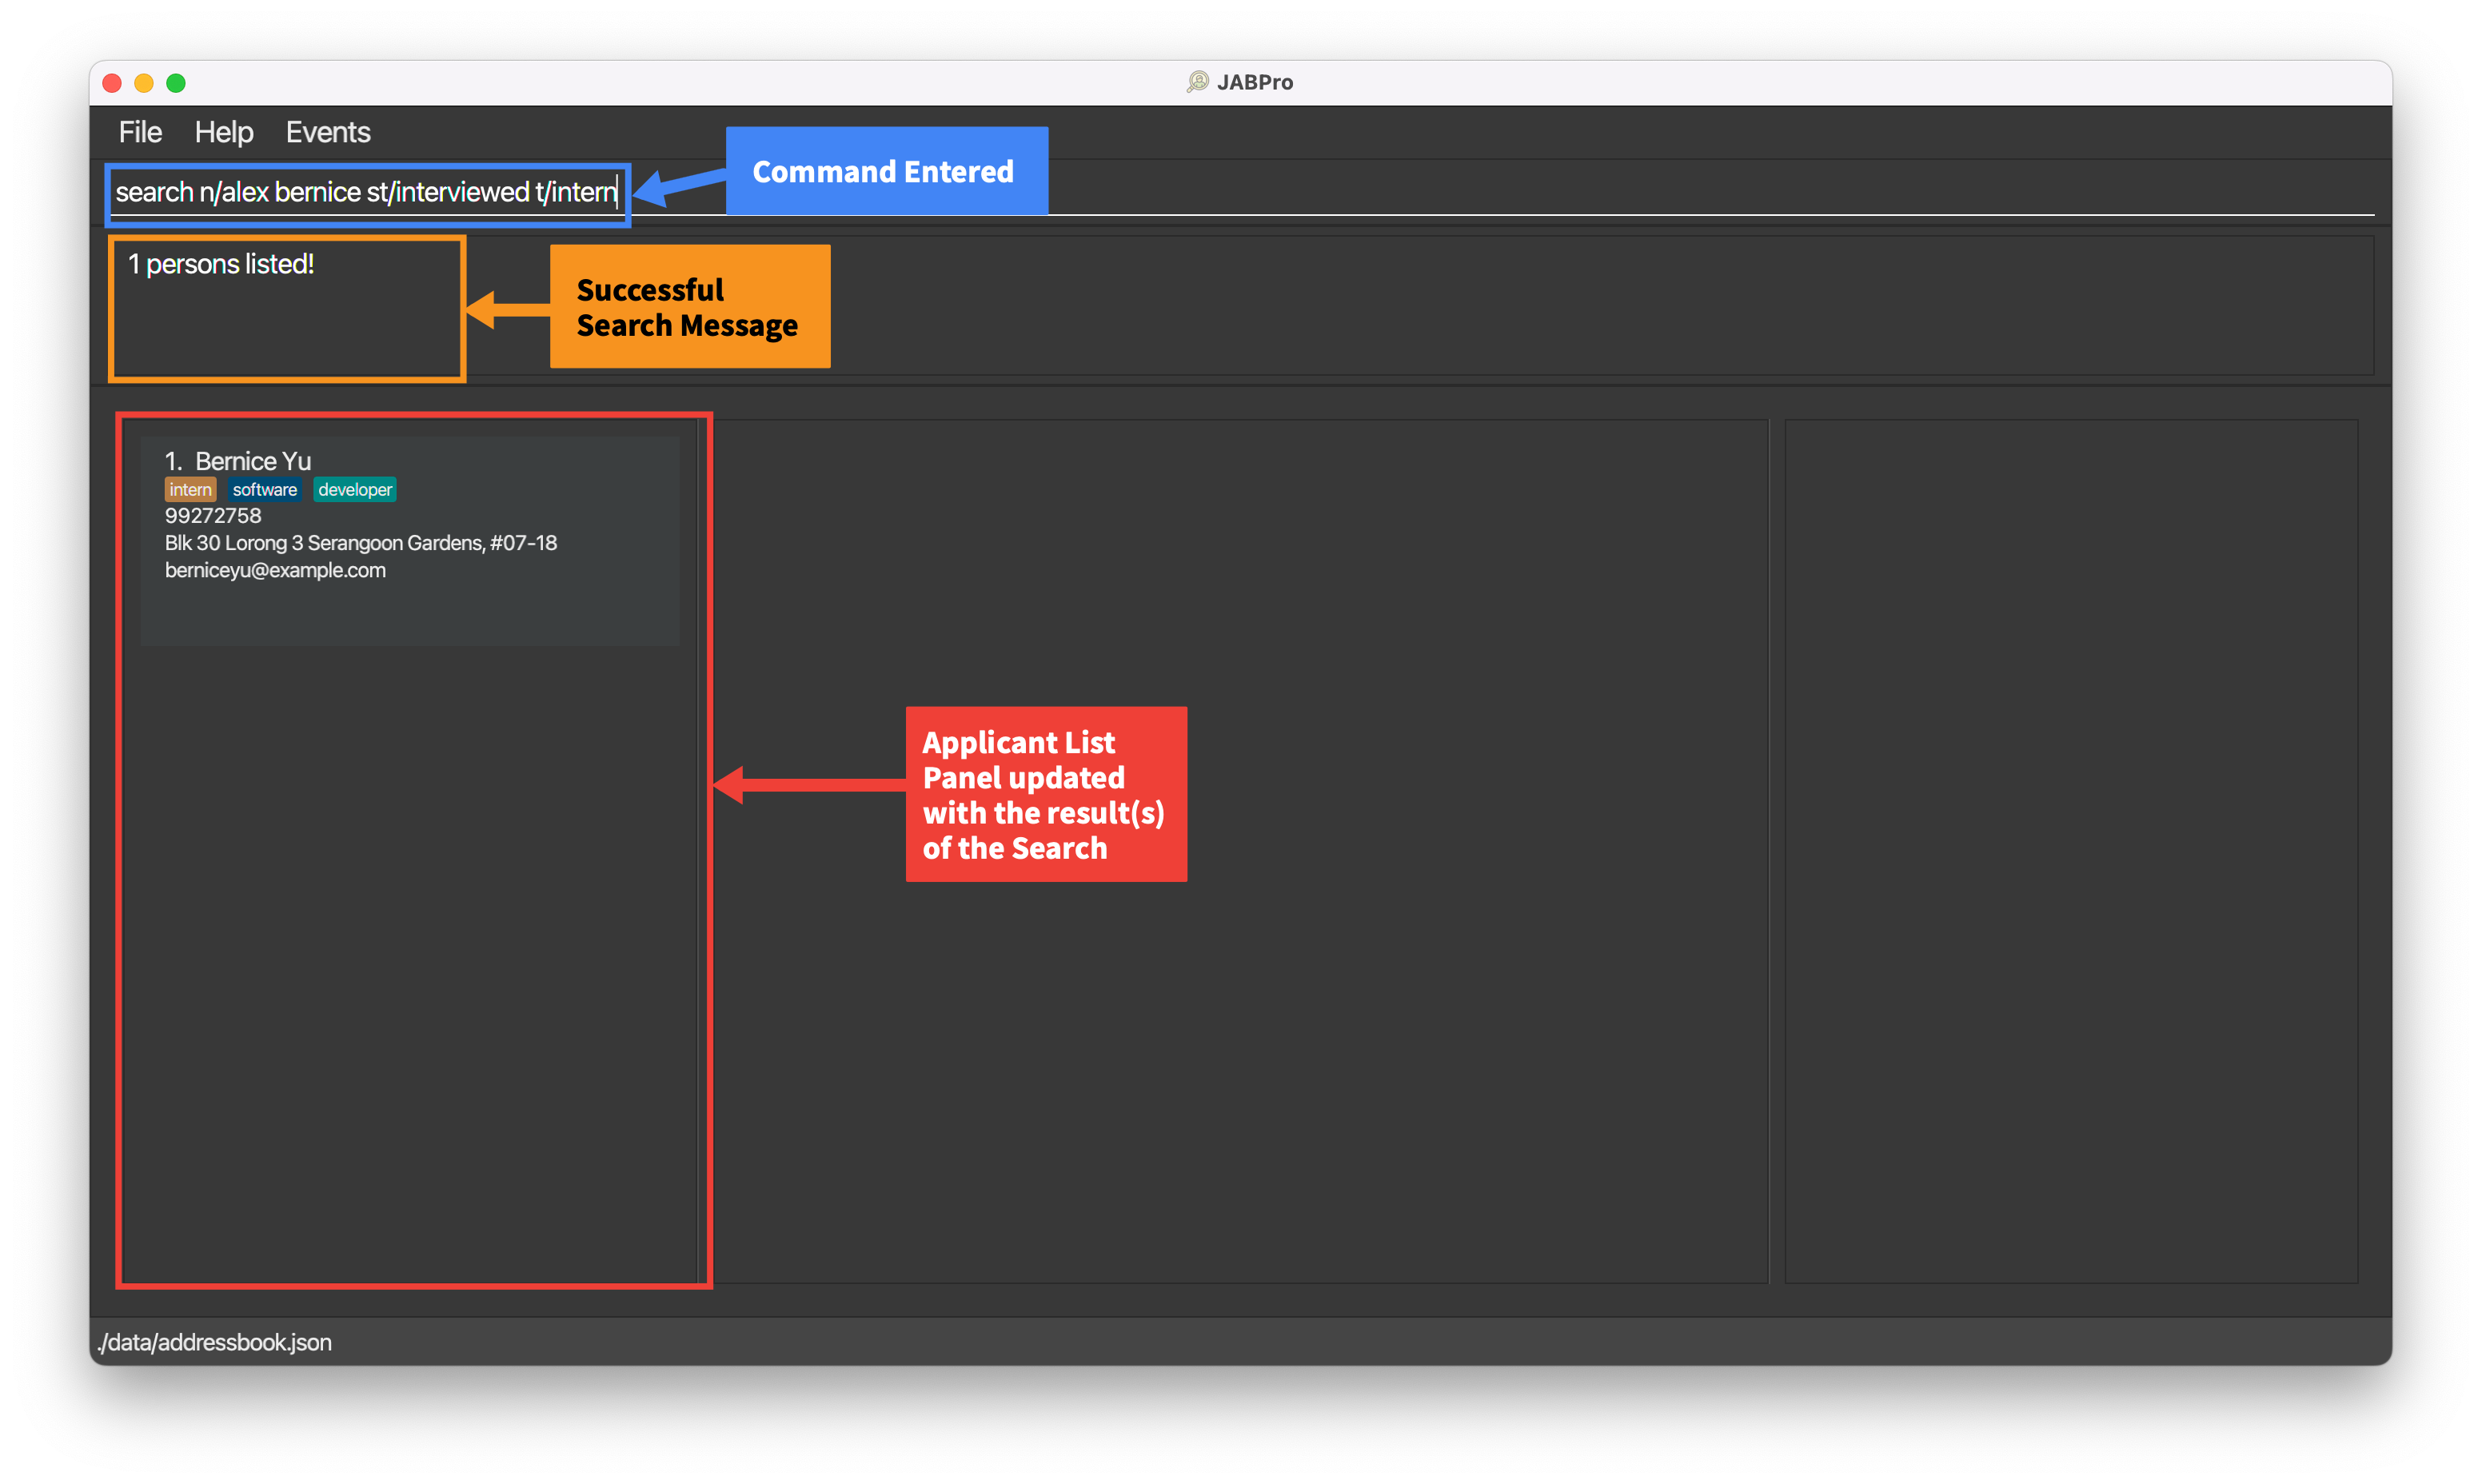 JABPro
File Help Events
search n/alex bernice st/interviewed t/intern
Command Entered
1 persons listed!
Successful
Search Message
1. Bernice Yu
intern software developer
99272758
Blk 30 Lorong 3 Serangoon Gardens, #07-18
berniceyu@example.com
Applicant List
Panel updated
with the result(s)
of the Search
./data/addressbook.json